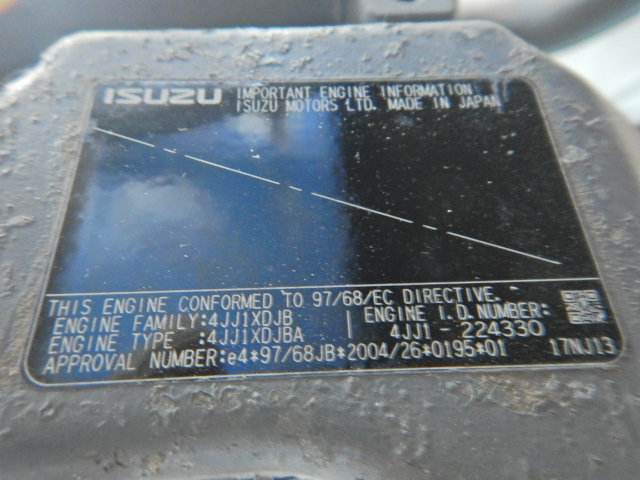 ISUZU IMPORTANT ENGINE INFORMATION
ISUZU MOTORS LTD. MADE IN JAPAN
THIS ENGINE CONFORMED TO 97/68/EC DIRECTIVE.
ENGINE FAMILY:4JJ1XDJB | ENGINE I.D.NUMBER:
ENGINE TYPE :4JJ1XDJBA | 4JJ1-224330
APPROVAL NUMBER:e4*97/68JB*2004/26*0195*01 17NJ13